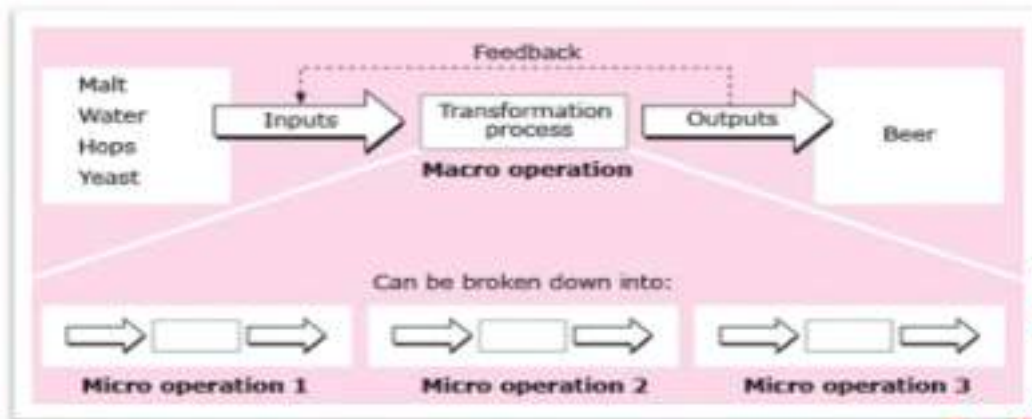 Feedback
Malt
Water
Hops
Yeast
Inputs
Transformation
process
Outputs
Beer
Macro operation
Can be broken down into:
Micro operation 1
Micro operation 2
Micro operation 3